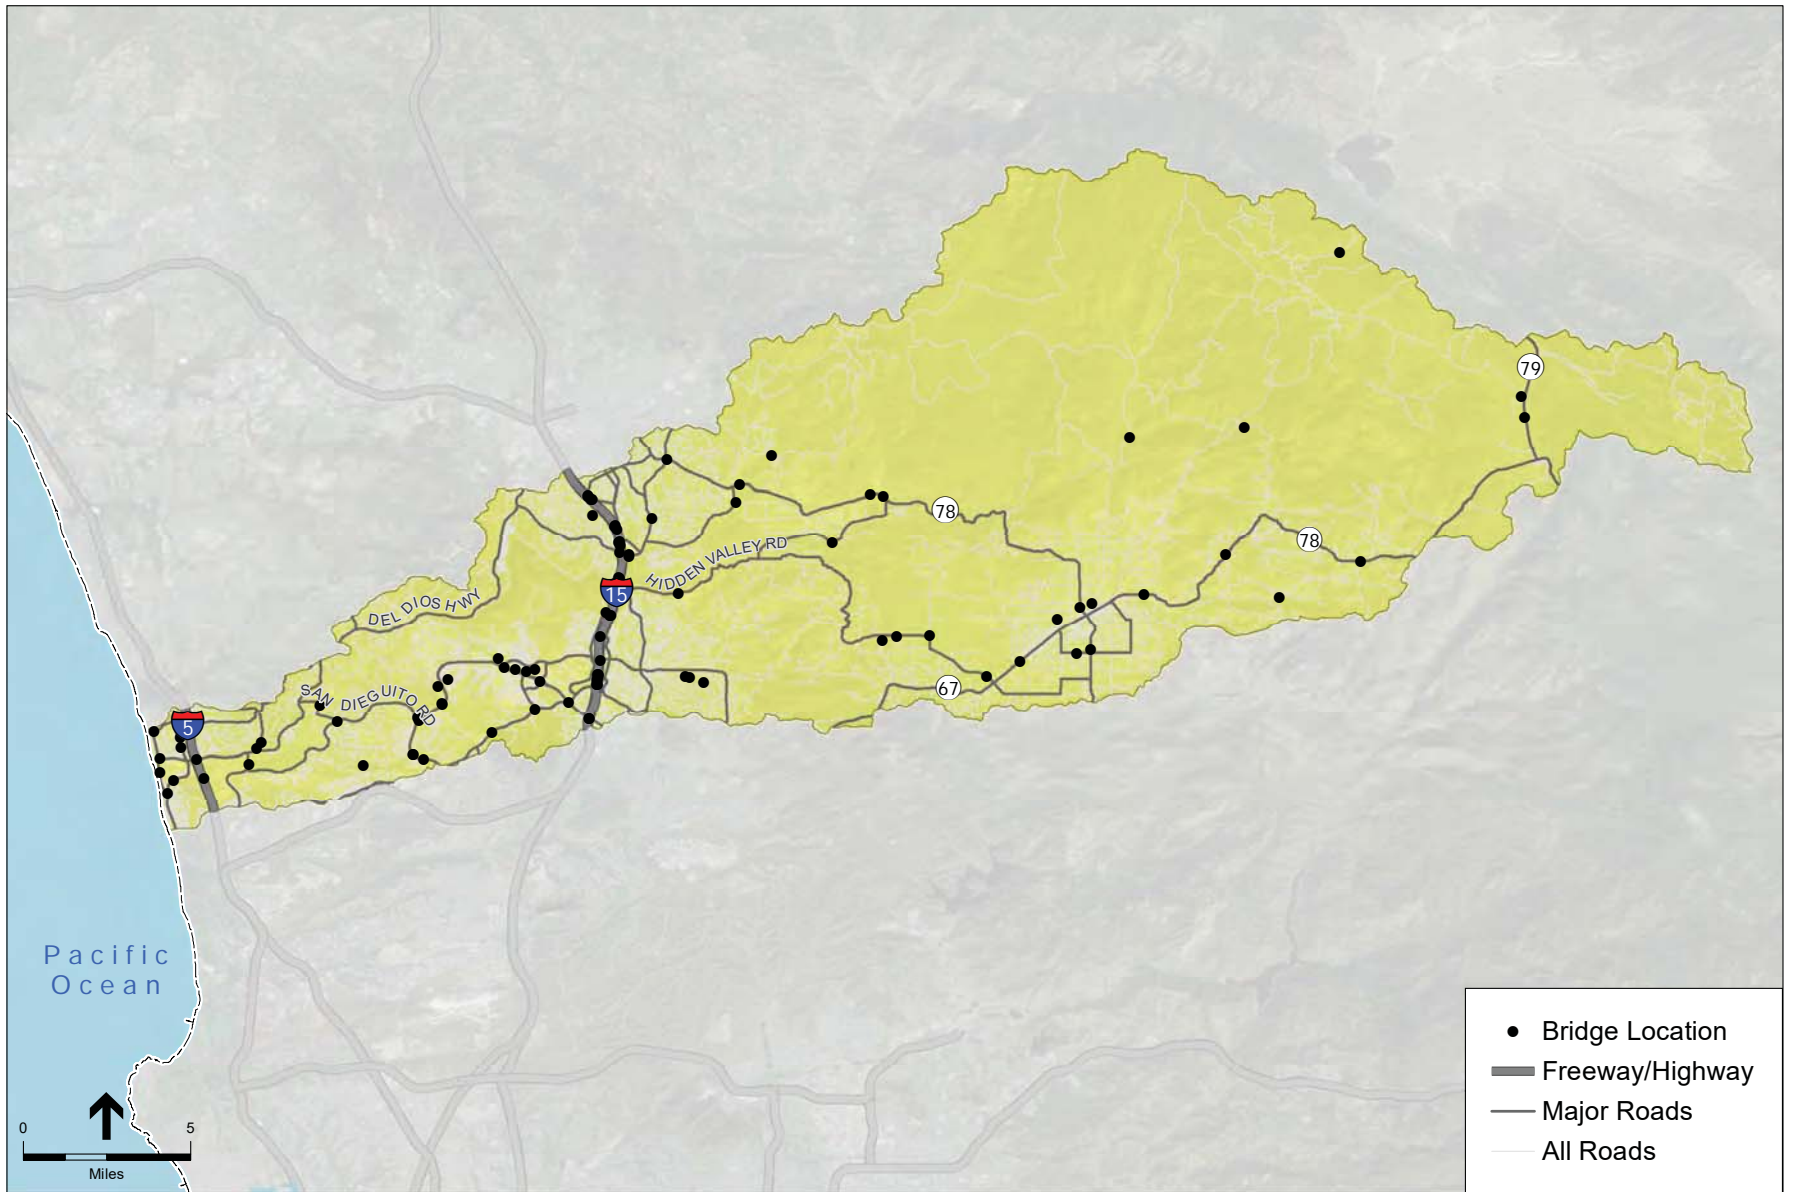 79
78
78
HIDDEN VALLEY RD
15
DEL DIOS HWY
67
SAN DIEGUITO RD
5
Pacific
Ocean
Bridge Location
Freeway/Highway
Major Roads
All Roads
0 5
Miles